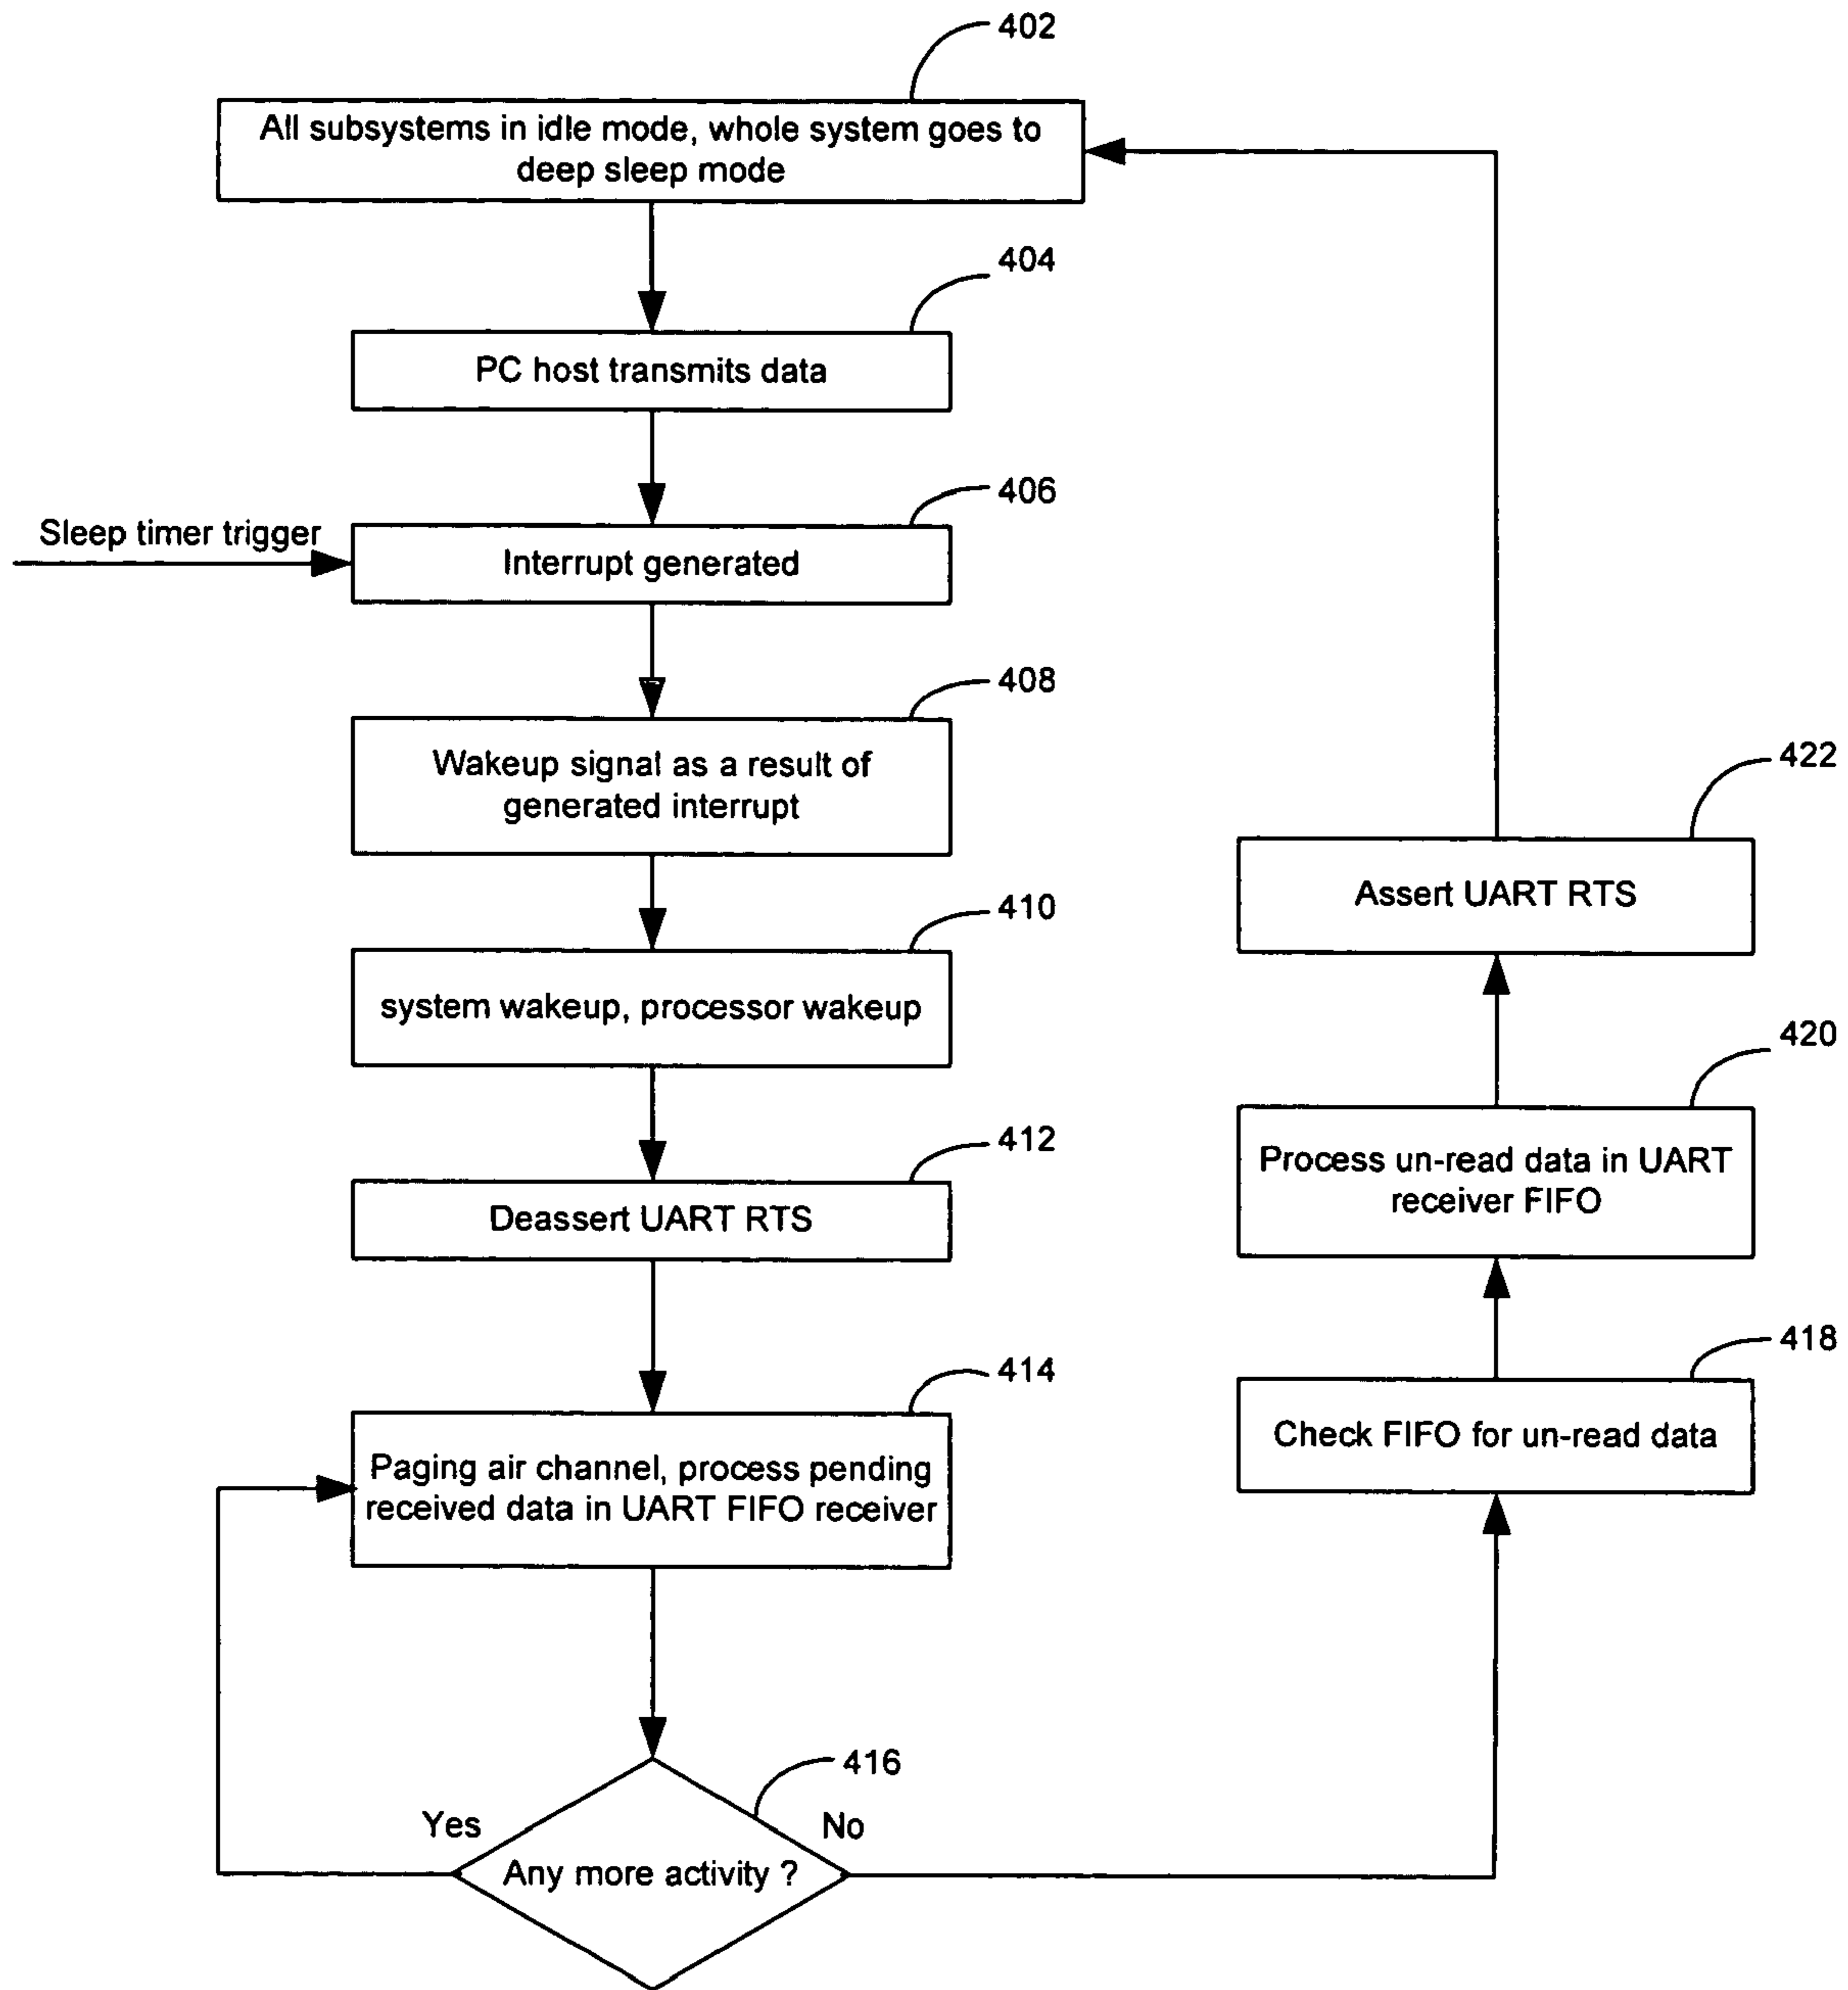 402
All subsystems in idle mode, whole system goes to
deep sleep mode
404
PC host transmits data
406
Sleep timer trigger
Interrupt generated
408
Wakeup signal as a result of
generated interrupt
410
system wakeup, processor wakeup
412
Deassert UART RTS
414
Paging air channel, process pending
received data in UART FIFO receiver
416
Yes
No
Any more activity ?
418
Check FIFO for un-read data
420
Process un-read data in UART
receiver FIFO
422
Assert UART RTS